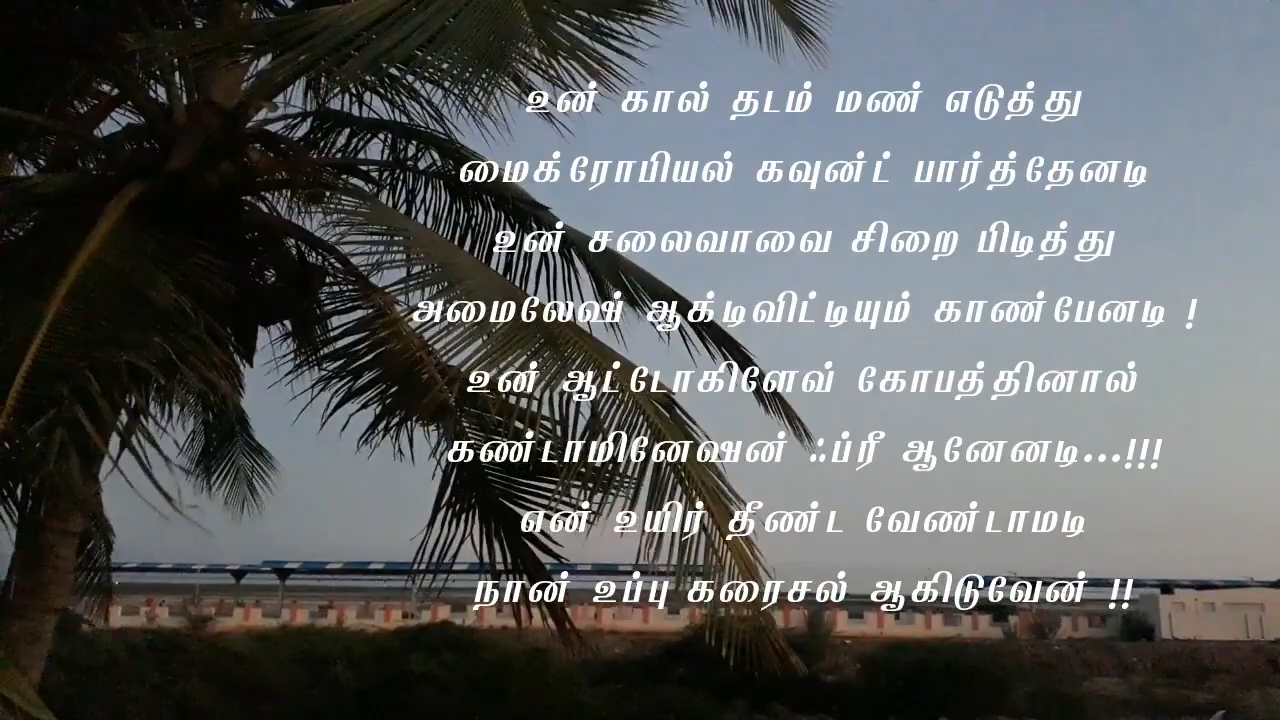 உன் கால் தடம் மண் எடுத்து
மைக்ரோபியல் கவுன்ட் பார்த்தேனடி
உன் சலைவாவை சிறை பிடித்து
அமைலேஷ் ஆக்டிவிட்டியும் காண்பேனடி !
உன் ஆட்டோகிளேவ் கோபத்தினால்
கண்டாமினேஷன் ஃப்ரீ ஆனேனடி...!!!
என் உயிர் தீண்ட வேண்டாமடி
நான் உப்பு கரைசல் ஆகிடுவேன் !!